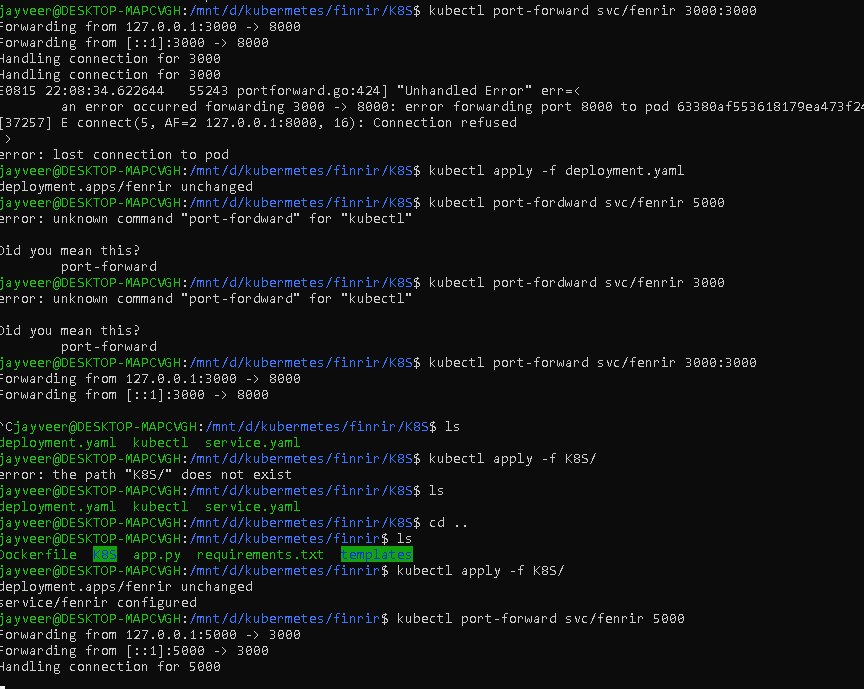 jayveer@DESKTOP-MAPCVGH:/mnt/d/kubernetes/finrir/K8S$ kubectl port-forward svc/fenrir 3000:3000
Forwarding from 127.0.0.1:3000 -> 8000
Forwarding from [::1]:3000 -> 8000
Handling connection for 3000
Handling connection for 3000
E0815 22:08:34.622644   55243 portforward.go:424] "Unhandled Error" err=<
        an error occurred forwarding 3000 -> 8000: error forwarding port 8000 to pod 63380af553618179ea473f24
[37257] E connect(5, AF=2 127.0.0.1:8000, 16): Connection refused
 >
error: lost connection to pod
jayveer@DESKTOP-MAPCVGH:/mnt/d/kubernetes/finrir/K8S$ kubectl apply -f deployment.yaml
deployment.apps/fenrir unchanged
jayveer@DESKTOP-MAPCVGH:/mnt/d/kubernetes/finrir/K8S$ kubectl port-fordward svc/fenrir 5000
error: unknown command "port-fordward" for "kubectl"

Did you mean this?
        port-forward
jayveer@DESKTOP-MAPCVGH:/mnt/d/kubernetes/finrir/K8S$ kubectl port-fordward svc/fenrir 3000
error: unknown command "port-fordward" for "kubectl"

Did you mean this?
        port-forward
jayveer@DESKTOP-MAPCVGH:/mnt/d/kubernetes/finrir/K8S$ kubectl port-forward svc/fenrir 3000:3000
Forwarding from 127.0.0.1:3000 -> 8000
Forwarding from [::1]:3000 -> 8000

^Cjayveer@DESKTOP-MAPCVGH:/mnt/d/kubernetes/finrir/K8S$ ls
deployment.yaml  kubectl  service.yaml
jayveer@DESKTOP-MAPCVGH:/mnt/d/kubernetes/finrir/K8S$ kubectl apply -f K8S/
error: the path "K8S/" does not exist
jayveer@DESKTOP-MAPCVGH:/mnt/d/kubernetes/finrir/K8S$ ls
deployment.yaml  kubectl  service.yaml
jayveer@DESKTOP-MAPCVGH:/mnt/d/kubernetes/finrir/K8S$ cd ..
jayveer@DESKTOP-MAPCVGH:/mnt/d/kubernetes/finrir$ ls
Dockerfile  K8S  app.py  requirements.txt  templates
jayveer@DESKTOP-MAPCVGH:/mnt/d/kubernetes/finrir$ kubectl apply -f K8S/
deployment.apps/fenrir unchanged
service/fenrir configured
jayveer@DESKTOP-MAPCVGH:/mnt/d/kubernetes/finrir$ kubectl port-forward svc/fenrir 5000
Forwarding from 127.0.0.1:5000 -> 3000
Forwarding from [::1]:5000 -> 3000
Handling connection for 5000